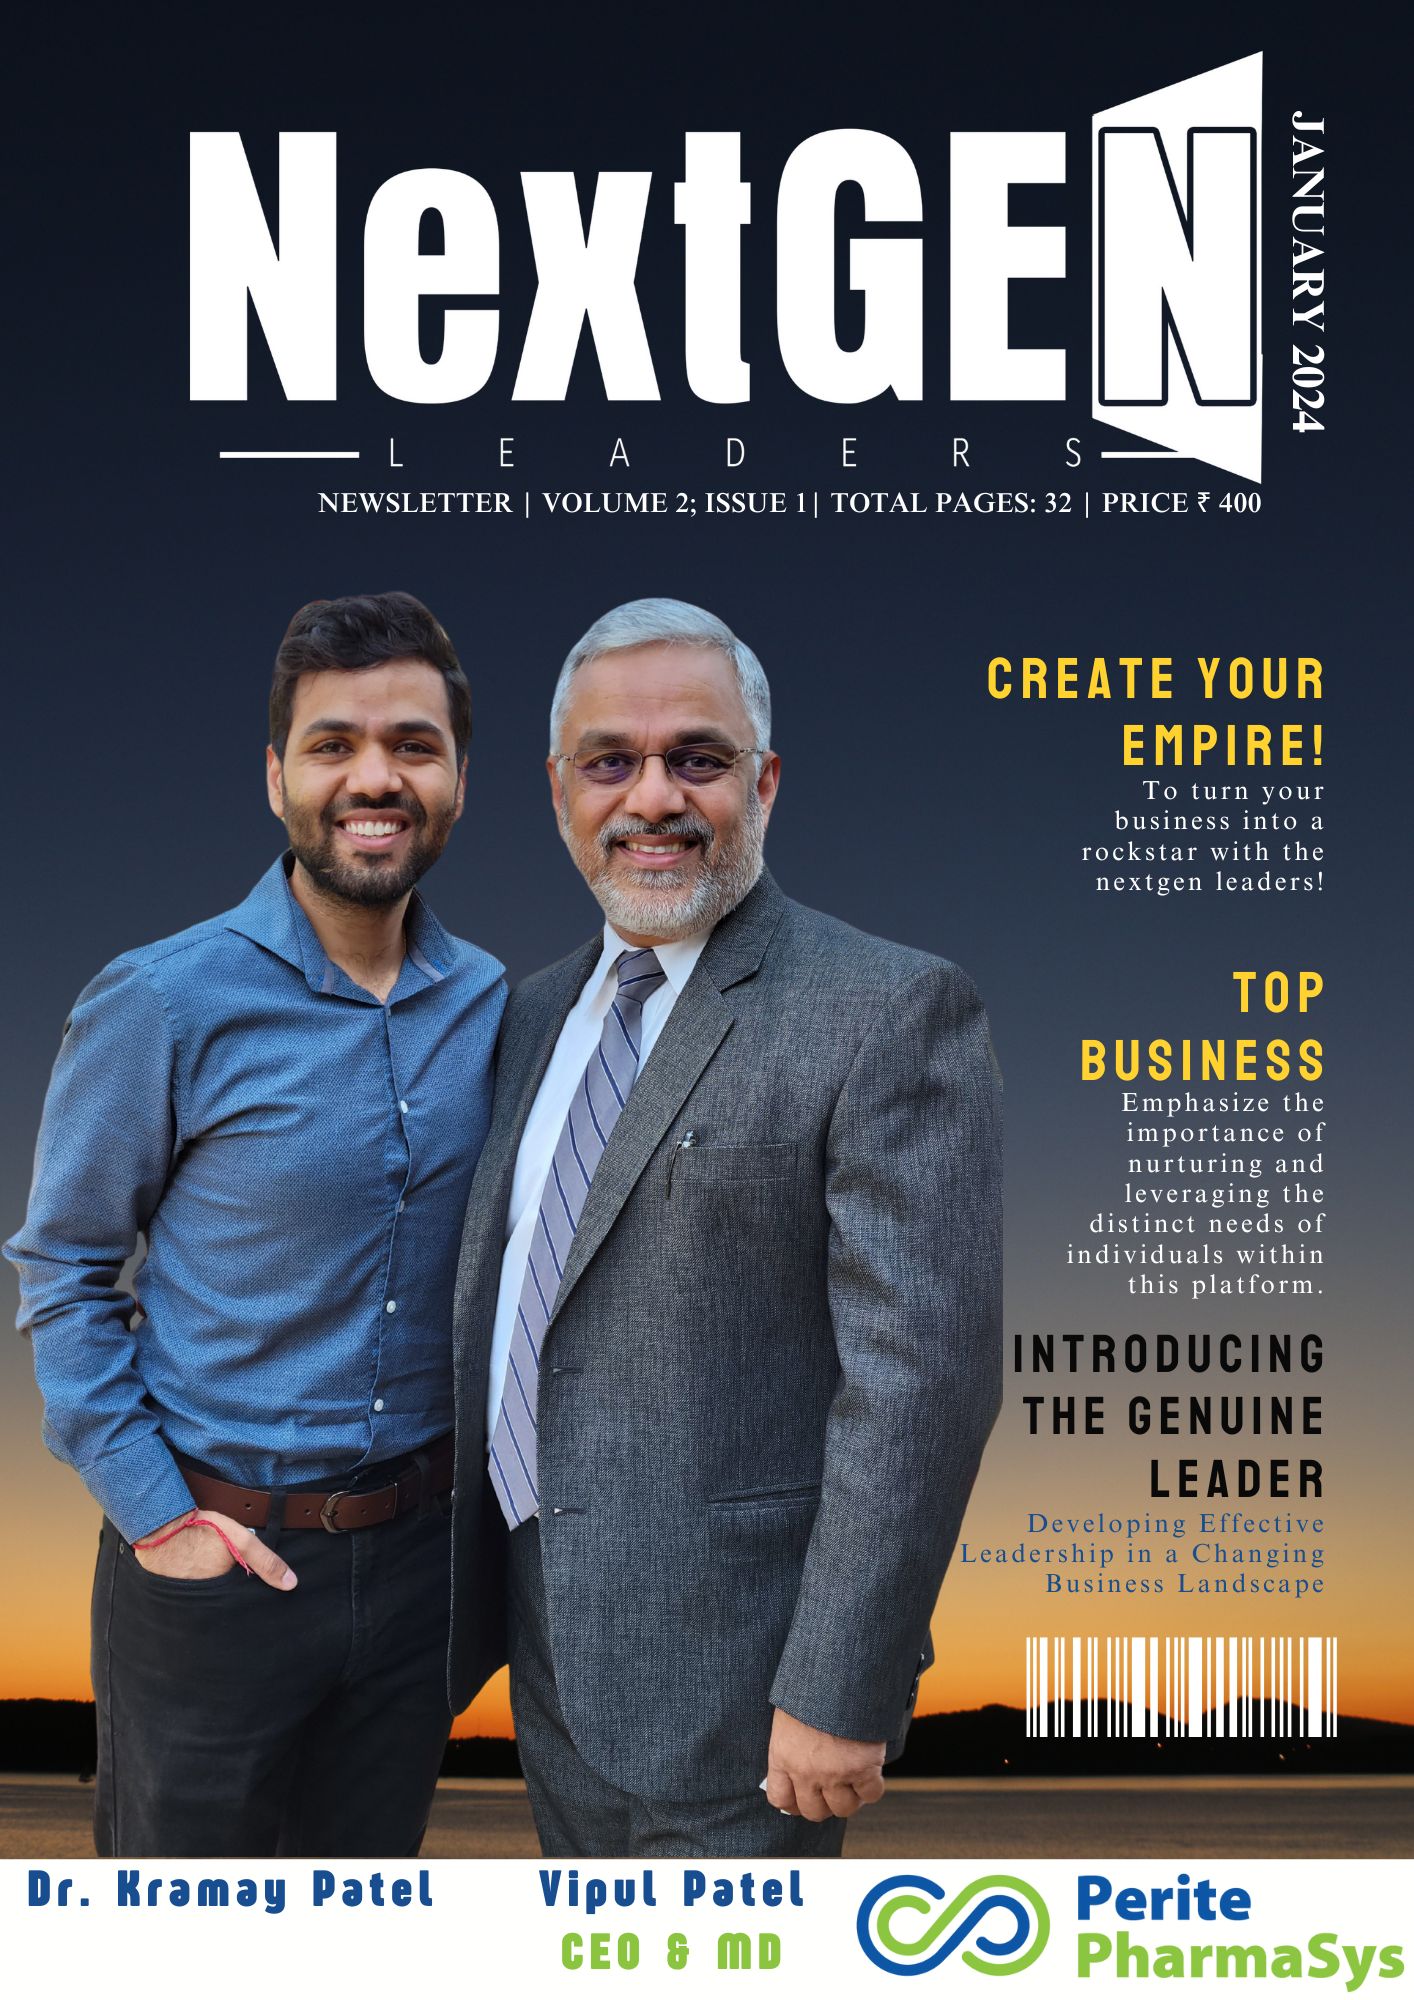 NextGEN
LEADERS
JANUARY 2024
NEWSLETTER | VOLUME 2; ISSUE 1| TOTAL PAGES: 32 | PRICE ₹ 400
CREATE YOUR
EMPIRE!
To turn your
business into a
rockstar with the
nextgen leaders!
TOP
BUSINESS
Emphasize the
importance of
nurturing and
leveraging the
distinct needs of
individuals within
this platform.
INTRODUCING
THE GENUINE
LEADER
Developing Effective
Leadership in a Changing
Business Landscape
Dr. Kramay Patel
Vipul Patel
CEO & MD
Perite
PharmaSys